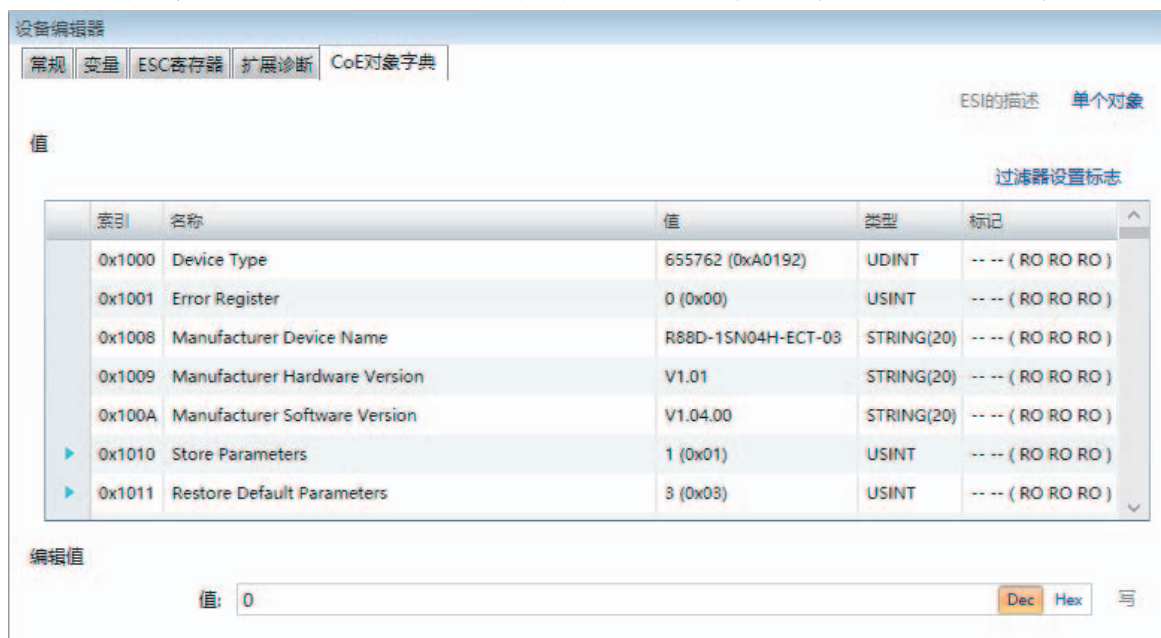 设备编辑器
常规 变量 ESC寄存器 扩展诊断 CoE对象字典
ESI的描述 单个对象
值
过滤器设置标志
索引 名称 值 类型 标记
0x1000 Device Type 655762 (0xA0192) UDINT -- -- ( RO RO RO )
0x1001 Error Register 0 (0x00) USINT -- -- ( RO RO RO )
0x1008 Manufacturer Device Name R88D-1SN04H-ECT-03 STRING(20) -- -- ( RO RO RO )
0x1009 Manufacturer Hardware Version V1.01 STRING(20) -- -- ( RO RO RO )
0x100A Manufacturer Software Version V1.04.00 STRING(20) -- -- ( RO RO RO )
0x1010 Store Parameters 1 (0x01) USINT -- -- ( RO RO RO )
0x1011 Restore Default Parameters 3 (0x03) USINT -- -- ( RO RO RO )
编辑值
值: 0 Dec Hex 写